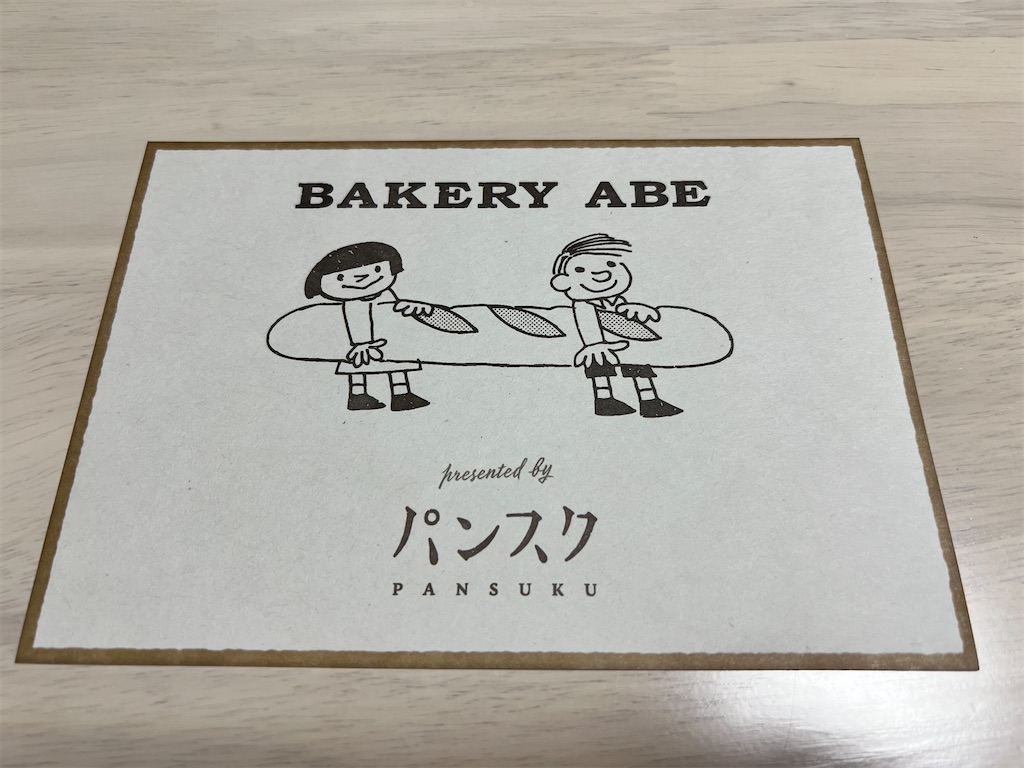 BAKERY ABE
presented by
パンスク
PANSUKU